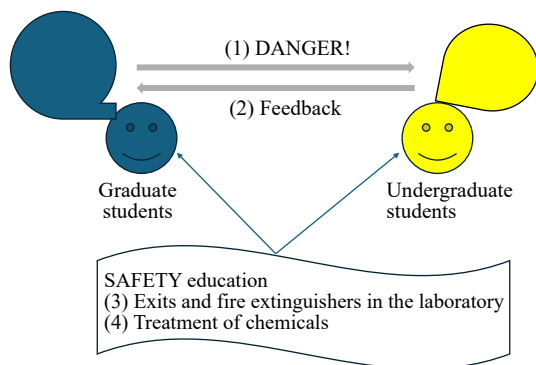 (1) DANGER!
(2) Feedback
Graduate
students
Undergraduate
students
SAFETY education
(3) Exits and fire extinguishers in the laboratory
(4) Treatment of chemicals